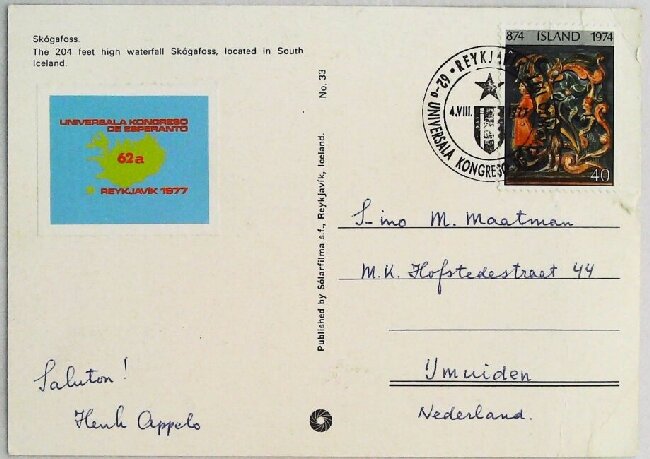 Skógafoss.
The 204 feet high waterfall Skógafoss, located in South
Iceland.
UNIVERSALA KONGRESO
DE ESPERANTO
62a
REYKJAVÍK 1977
Saluton!
Henk Appelo
Published by Sólarfilma s.f., Reykjavík, Iceland. No. 33
62-a UNIVERSALA KONGRESO
4.VIII.
874 ÍSLAND 1974
40
S-ino M. Maatman
M.K. Hofstedestraat 44
IJmuiden
Nederland.